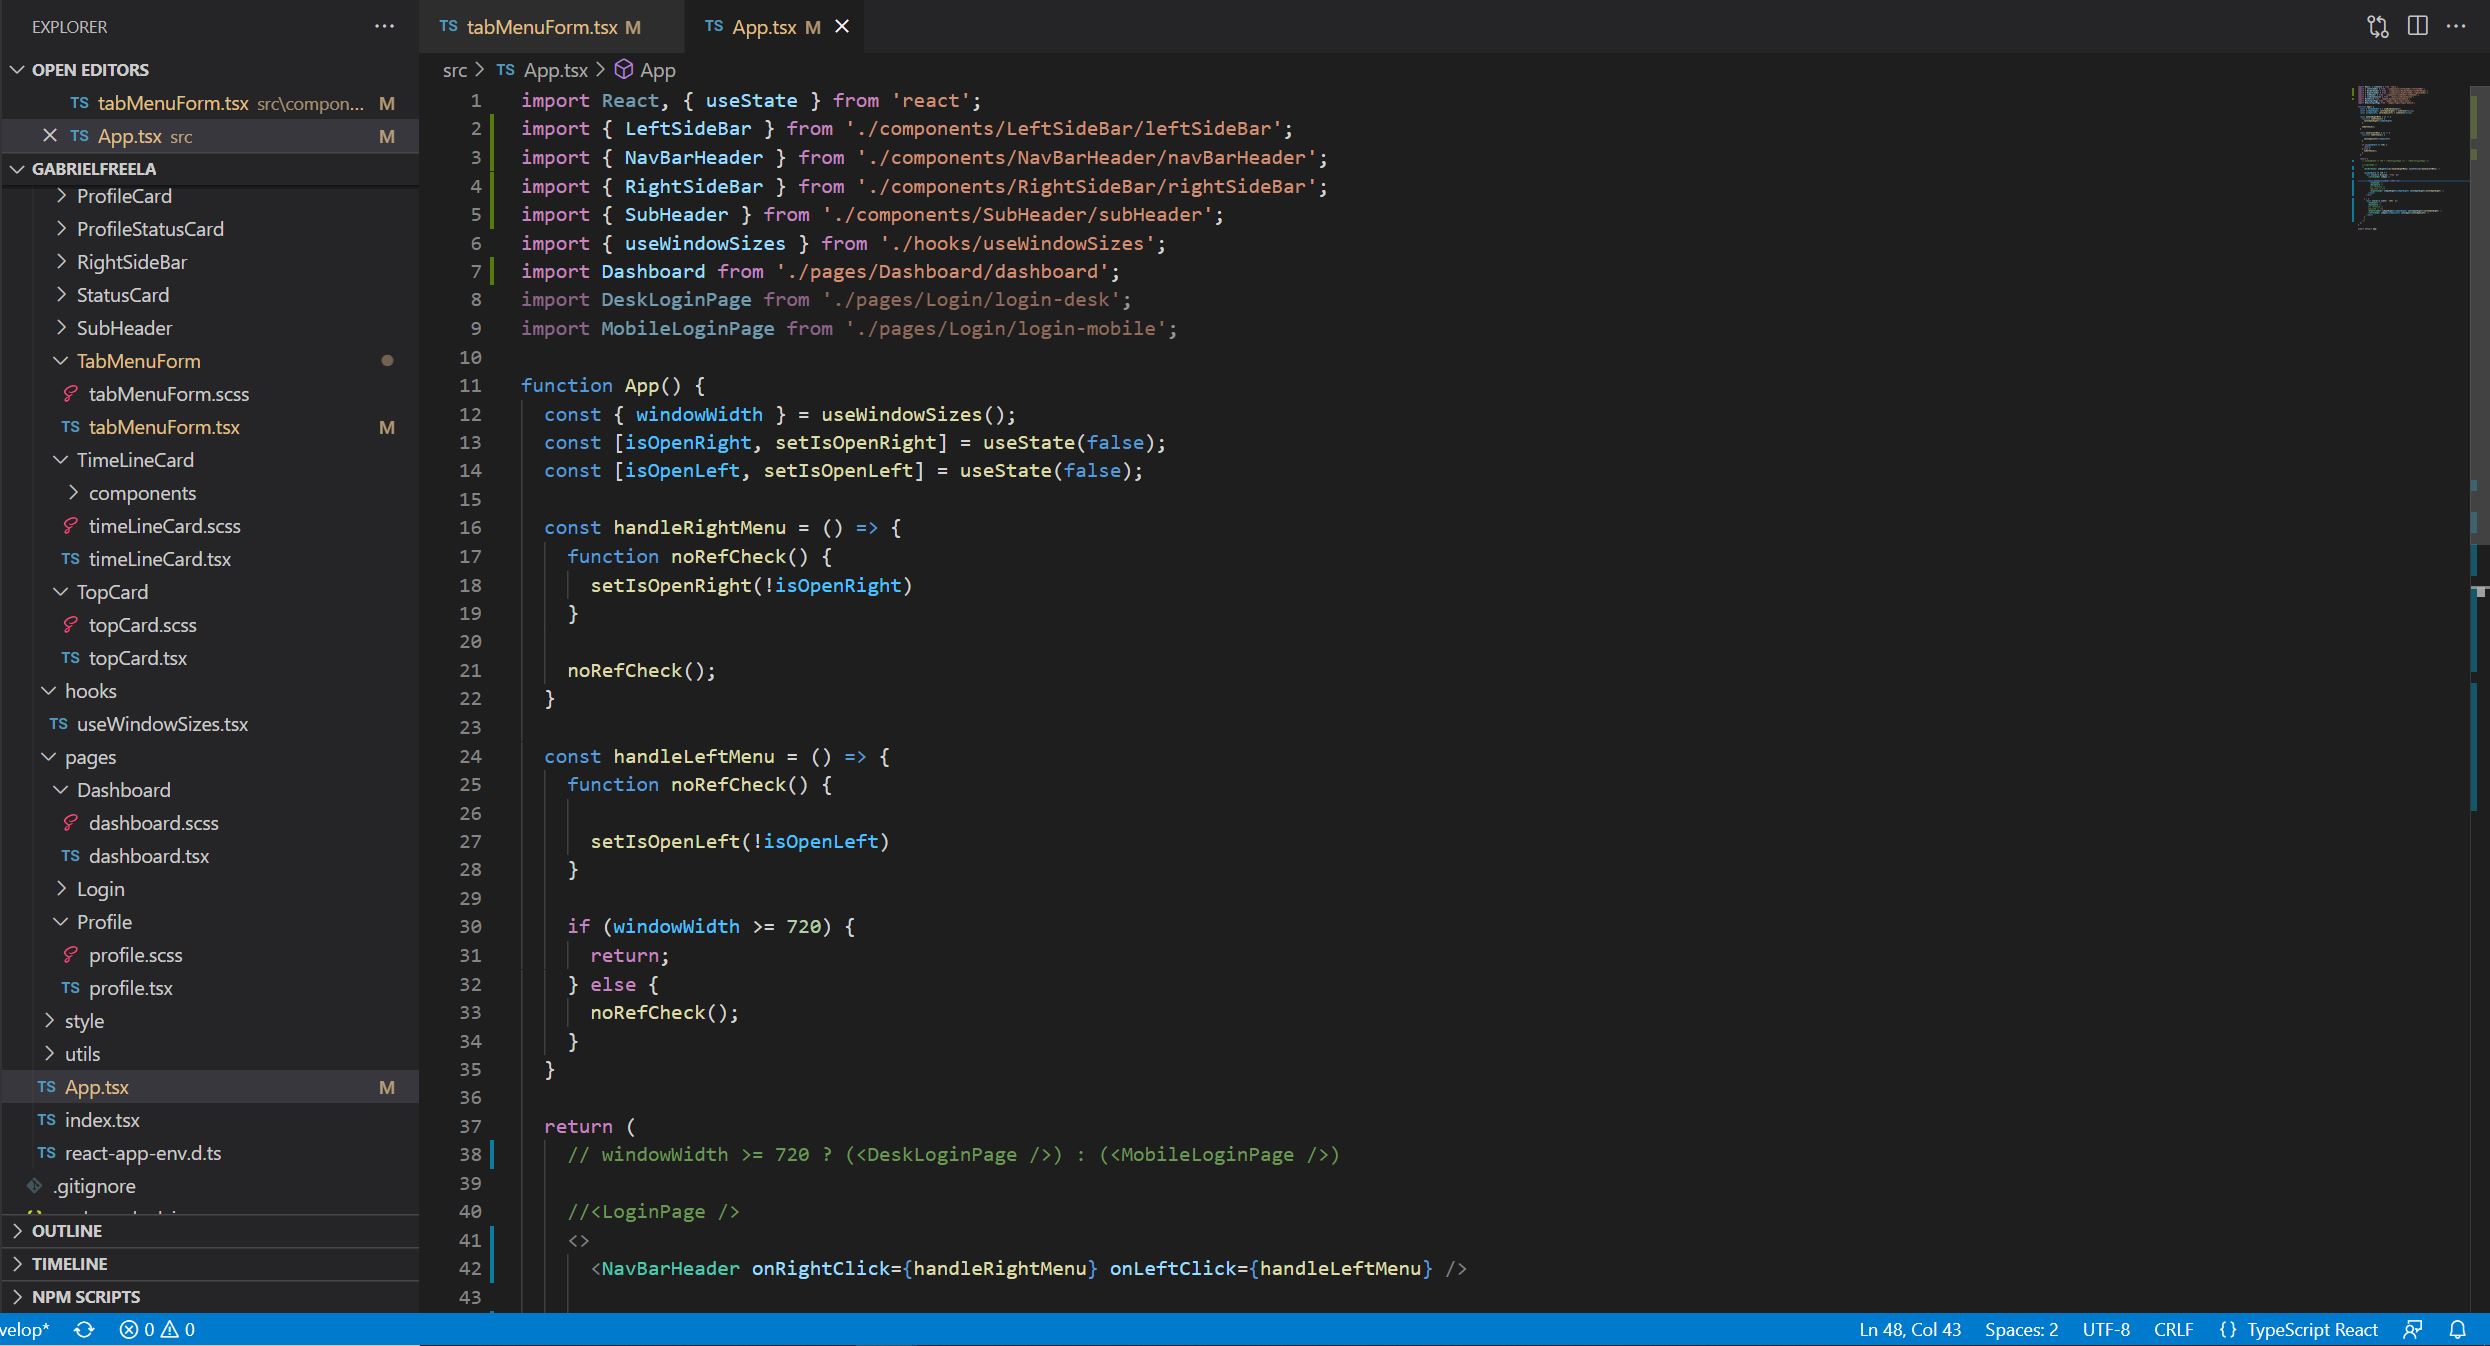 EXPLORER
OPEN EDITORS
TS tabMenuForm.tsx src\compon... M
TS App.tsx src M
GABRIELFREELA
ProfileCard
ProfileStatusCard
RightSideBar
StatusCard
SubHeader
TabMenuForm
tabMenuForm.scss
TS tabMenuForm.tsx M
TimeLineCard
components
timeLineCard.scss
TS timeLineCard.tsx
TopCard
topCard.scss
TS topCard.tsx
hooks
TS useWindowSizes.tsx
pages
Dashboard
dashboard.scss
TS dashboard.tsx
Login
Profile
profile.scss
TS profile.tsx
style
utils
TS App.tsx M
TS index.tsx
TS react-app-env.d.ts
.gitignore
OUTLINE
TIMELINE
NPM SCRIPTS
TS tabMenuForm.tsx M TS App.tsx M
src > TS App.tsx > App
1 import React, { useState } from 'react';
2 import { LeftSideBar } from './components/LeftSideBar/leftSideBar';
3 import { NavBarHeader } from './components/NavBarHeader/navBarHeader';
4 import { RightSideBar } from './components/RightSideBar/rightSideBar';
5 import { SubHeader } from './components/SubHeader/subHeader';
6 import { useWindowSizes } from './hooks/useWindowSizes';
7 import Dashboard from './pages/Dashboard/dashboard';
8 import DeskLoginPage from './pages/Login/login-desk';
9 import MobileLoginPage from './pages/Login/login-mobile';
10
11 function App() {
12 const { windowWidth } = useWindowSizes();
13 const [isOpenRight, setIsOpenRight] = useState(false);
14 const [isOpenLeft, setIsOpenLeft] = useState(false);
15
16 const handleRightMenu = () => {
17 function noRefCheck() {
18 setIsOpenRight(!isOpenRight)
19 }
20
21 noRefCheck();
22 }
23
24 const handleLeftMenu = () => {
25 function noRefCheck() {
26
27 setIsOpenLeft(!isOpenLeft)
28 }
29
30 if (windowWidth >= 720) {
31 return;
32 } else {
33 noRefCheck();
34 }
35 }
36
37 return (
38 // windowWidth >= 720 ? (<DeskLoginPage />) : (<MobileLoginPage />)
39
40 //<LoginPage />
41 <>
42 <NavBarHeader onRightClick={handleRightMenu} onLeftClick={handleLeftMenu} />
43
velop* 0 0 Ln 48, Col 43 Spaces: 2 UTF-8 CRLF {} TypeScript React